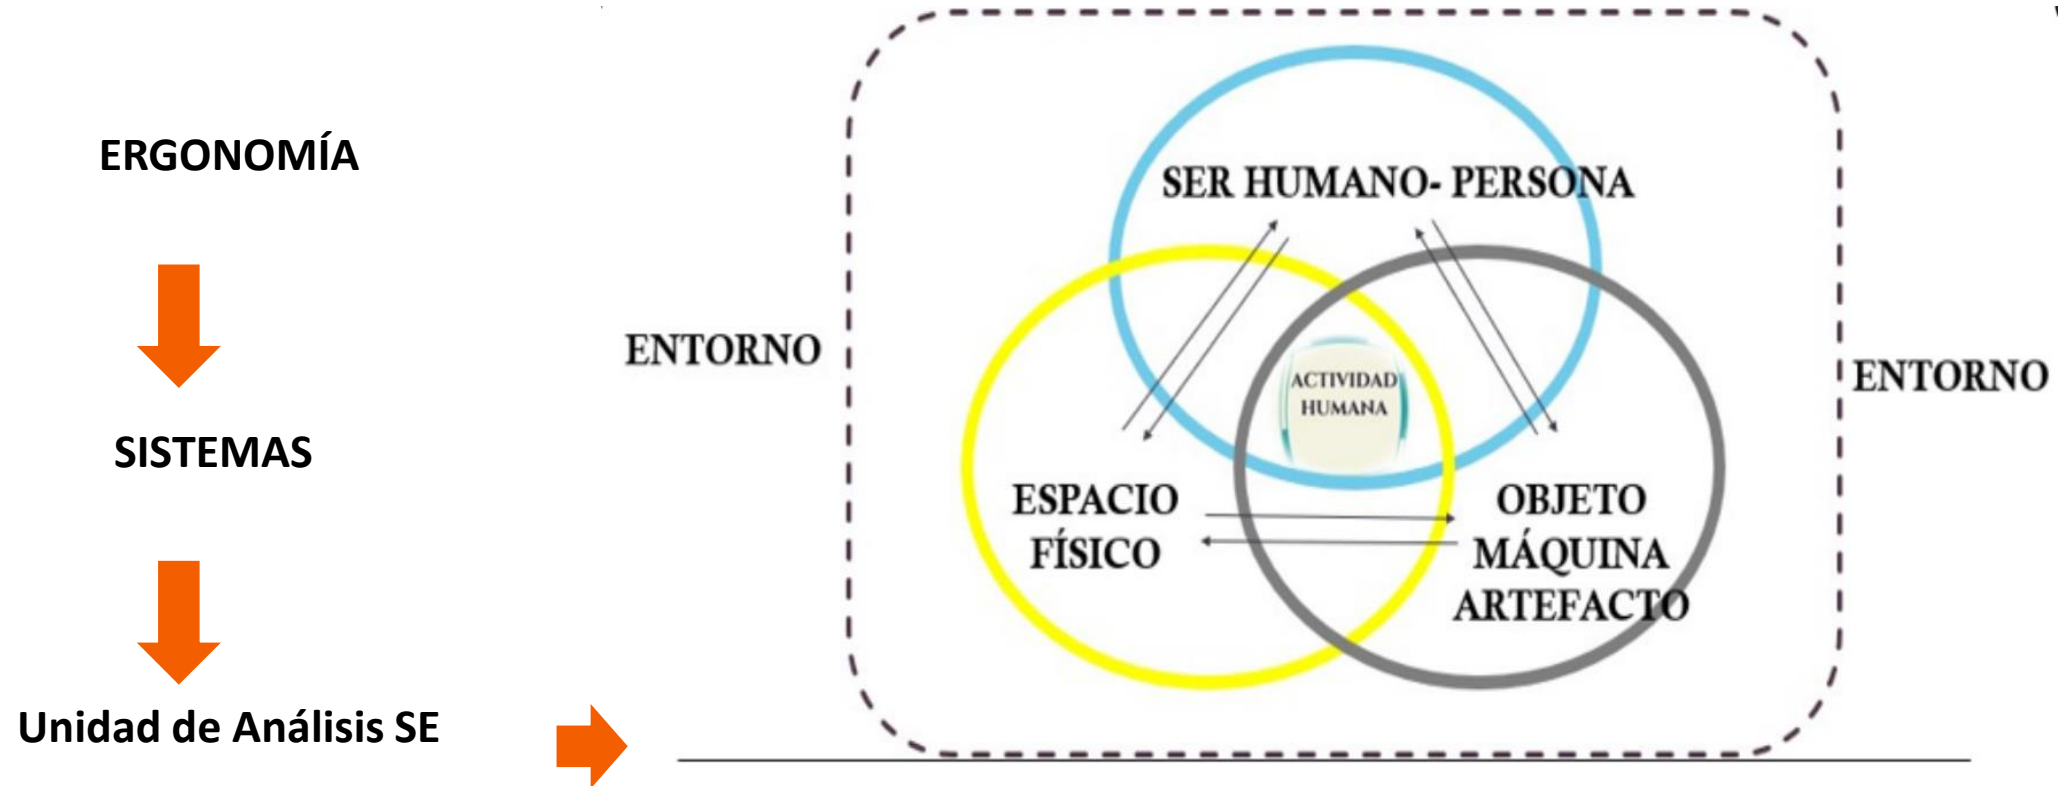 ERGONOMÍA
SISTEMAS
Unidad de Análisis SE
ENTORNO
SER HUMANO- PERSONA
ACTIVIDAD
HUMANA
ESPACIO
FÍSICO
OBJETO
MÁQUINA
ARTEFACTO
ENTORNO